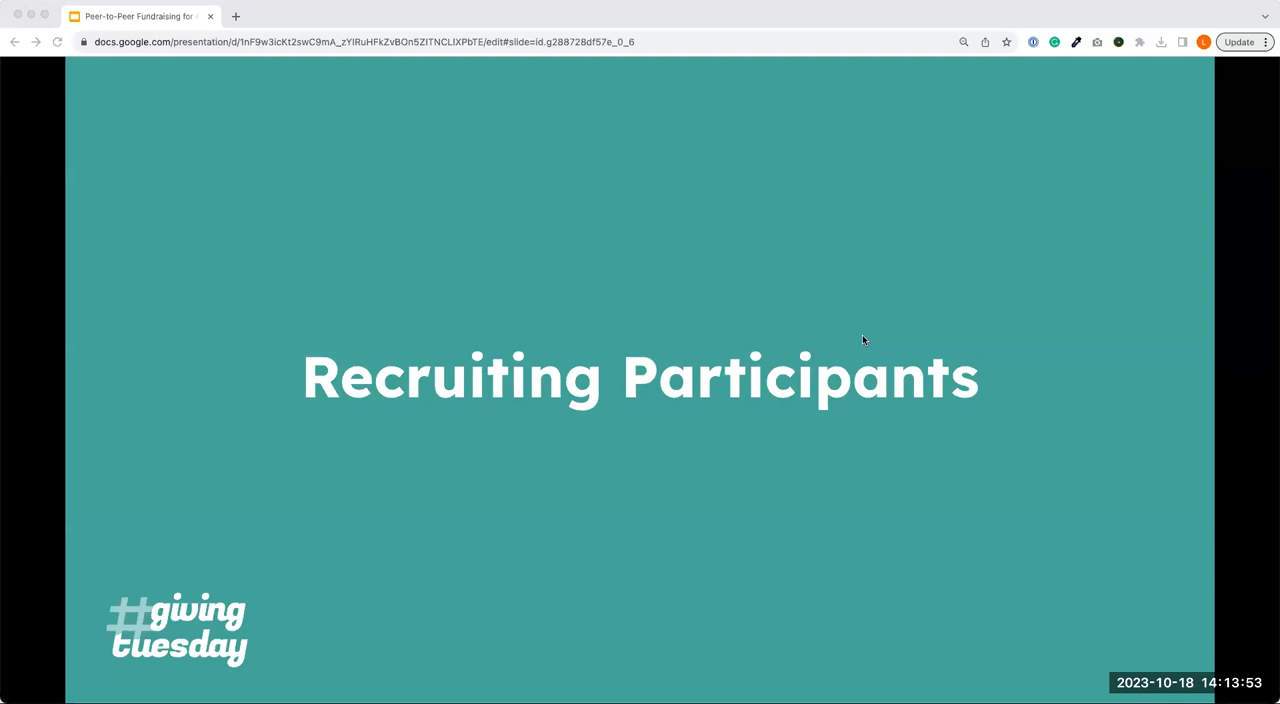 Peer-to-Peer Fundraising for
docs.google.com/presentation/d/1nF9w3icKt2swC9mA_zYlRuHFkZvBOn5ZITNCLlXPbTE/edit#slide=id.g288728df57e_0_6
L
Update
Recruiting Participants
#giving
tuesday
2023-10-18 14:13:53